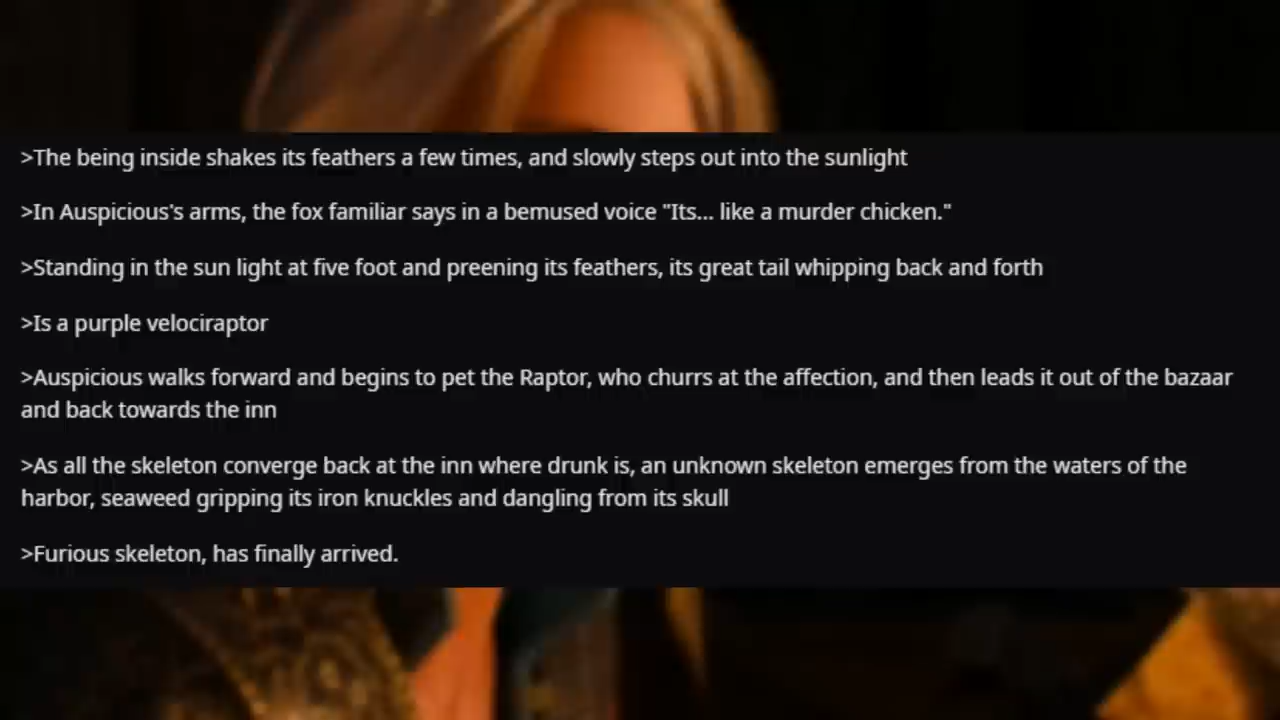 >The being inside shakes its feathers a few times, and slowly steps out into the sunlight
>In Auspicious's arms, the fox familiar says in a bemused voice "Its... like a murder chicken."
>Standing in the sun light at five foot and preening its feathers, its great tail whipping back and forth
>Is a purple velociraptor
>Auspicious walks forward and begins to pet the Raptor, who churrs at the affection, and then leads it out of the bazaar
and back towards the inn
>As all the skeleton converge back at the inn where drunk is, an unknown skeleton emerges from the waters of the
harbor, seaweed gripping its iron knuckles and dangling from its skull
>Furious skeleton, has finally arrived.